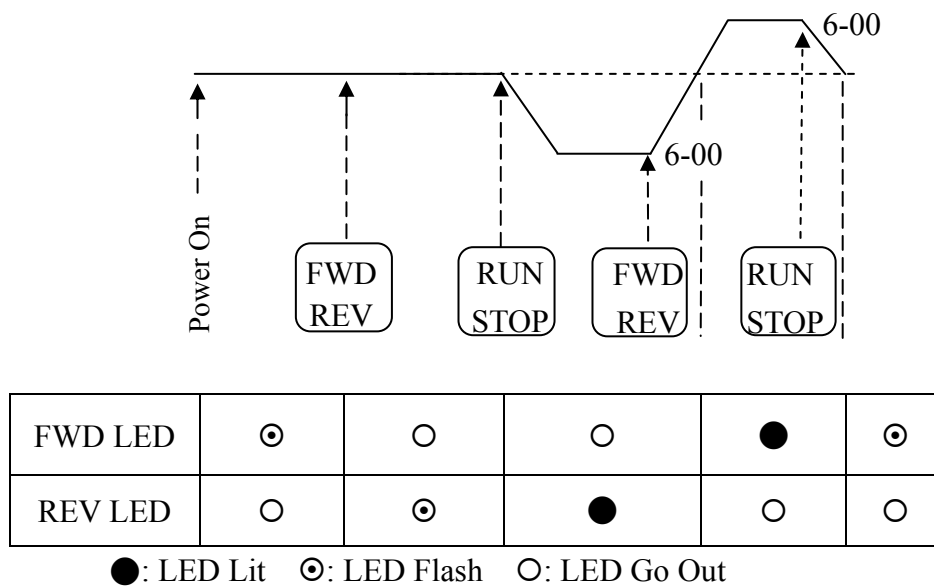 6-00
6-00
Power On
FWD
REV
RUN
STOP
FWD
REV
RUN
STOP
FWD LED ⊙ ○ ○ ● ⊙
REV LED ○ ⊙ ● ○ ○
●: LED Lit ⊙: LED Flash ○: LED Go Out